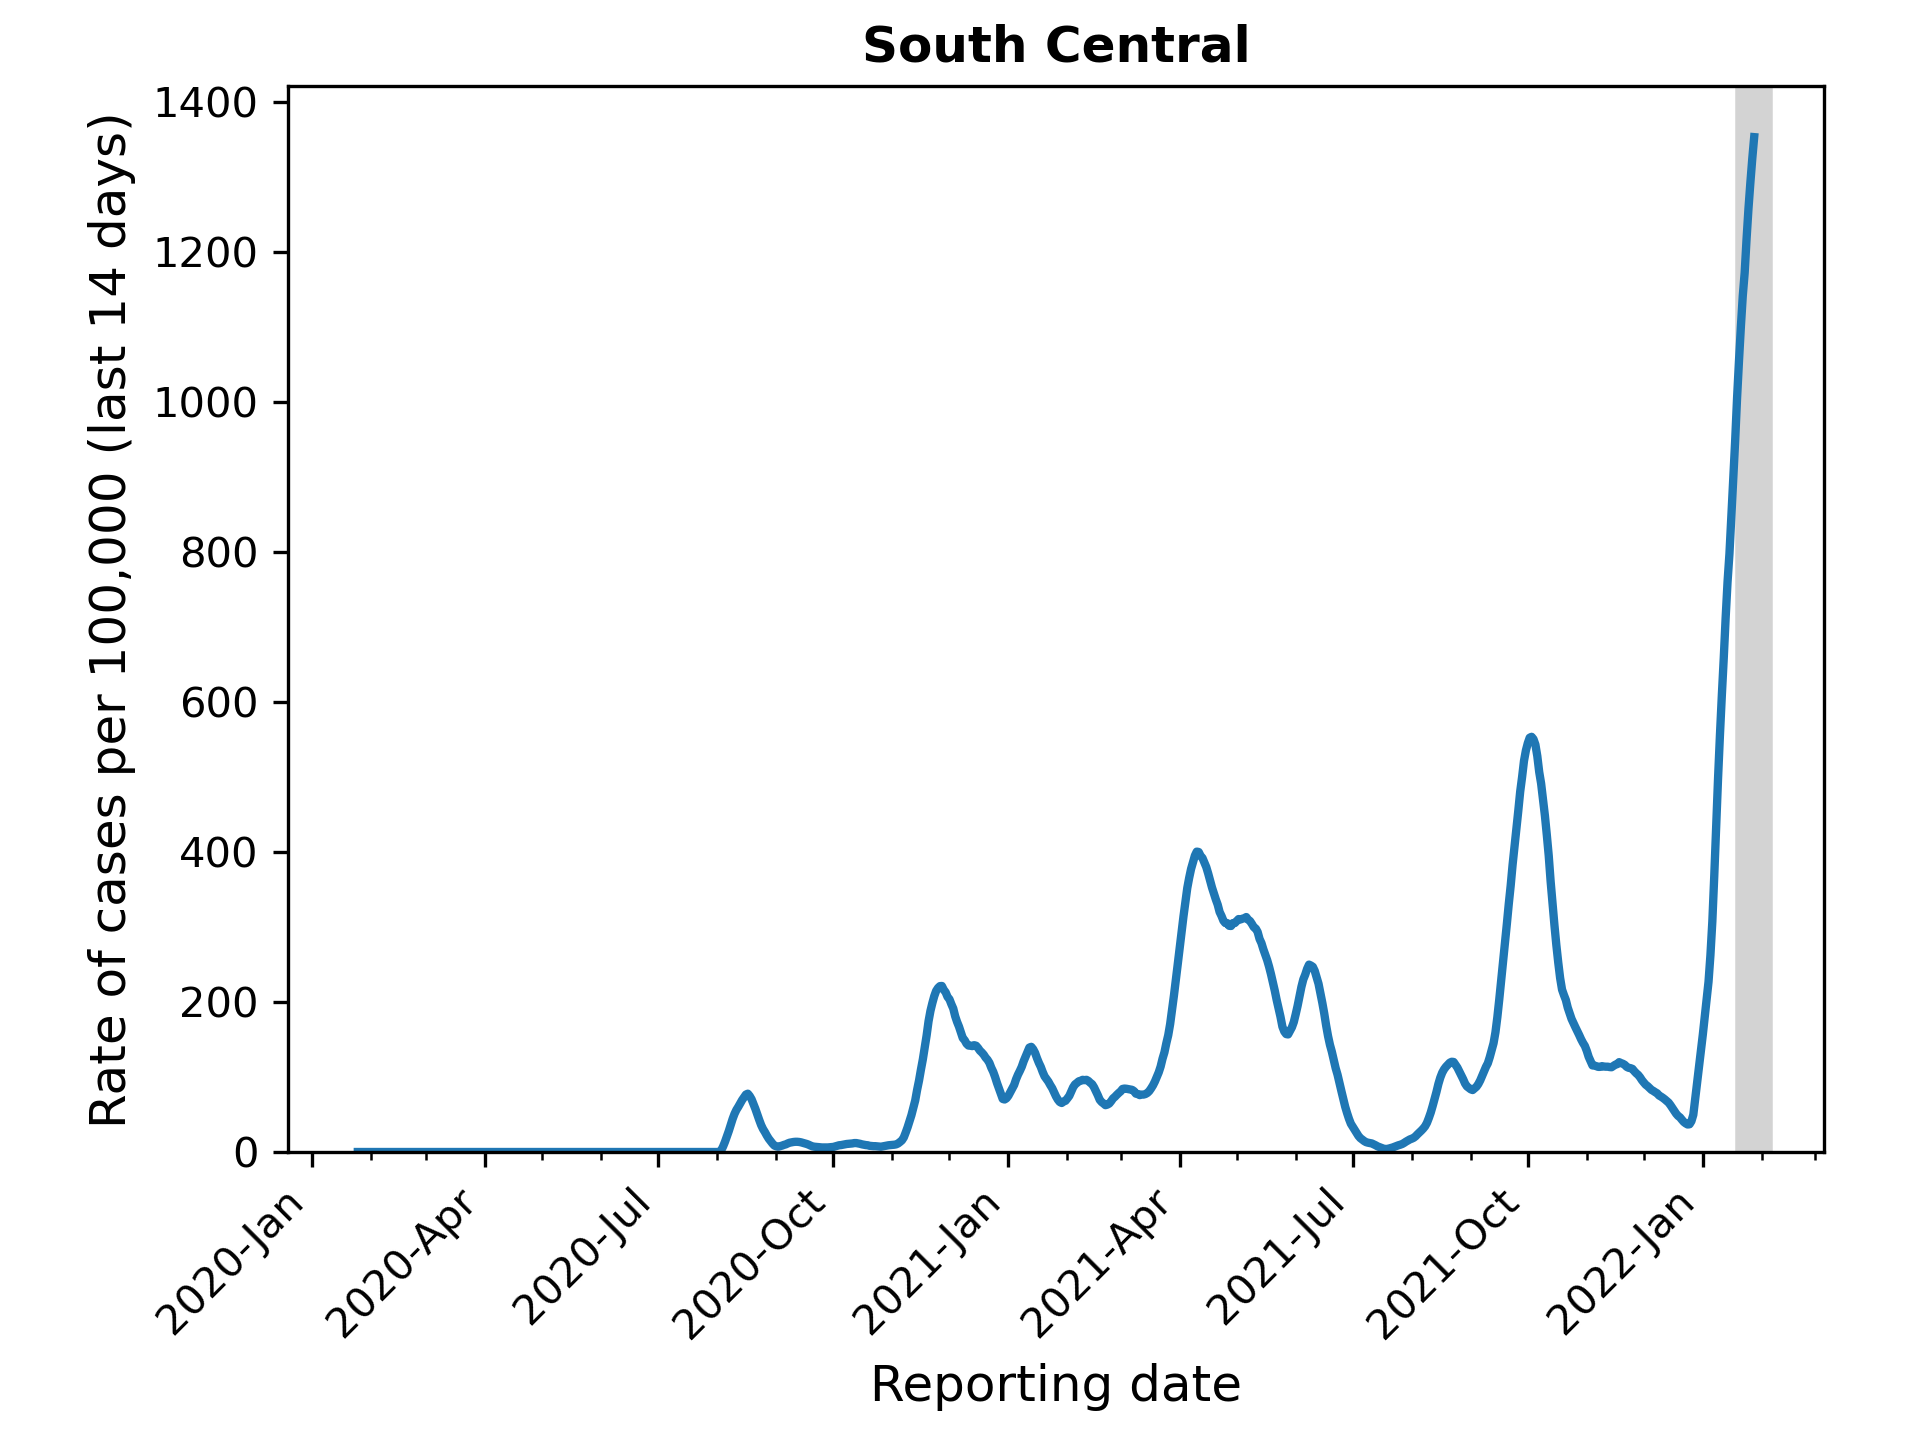 South Central
Rate of cases per 100,000 (last 14 days)
1400
1200
1000
800
600
400
200
0
2020-Jan
2020-Apr
2020-Jul
2020-Oct
2021-Jan
2021-Apr
2021-Jul
2021-Oct
2022-Jan
Reporting date